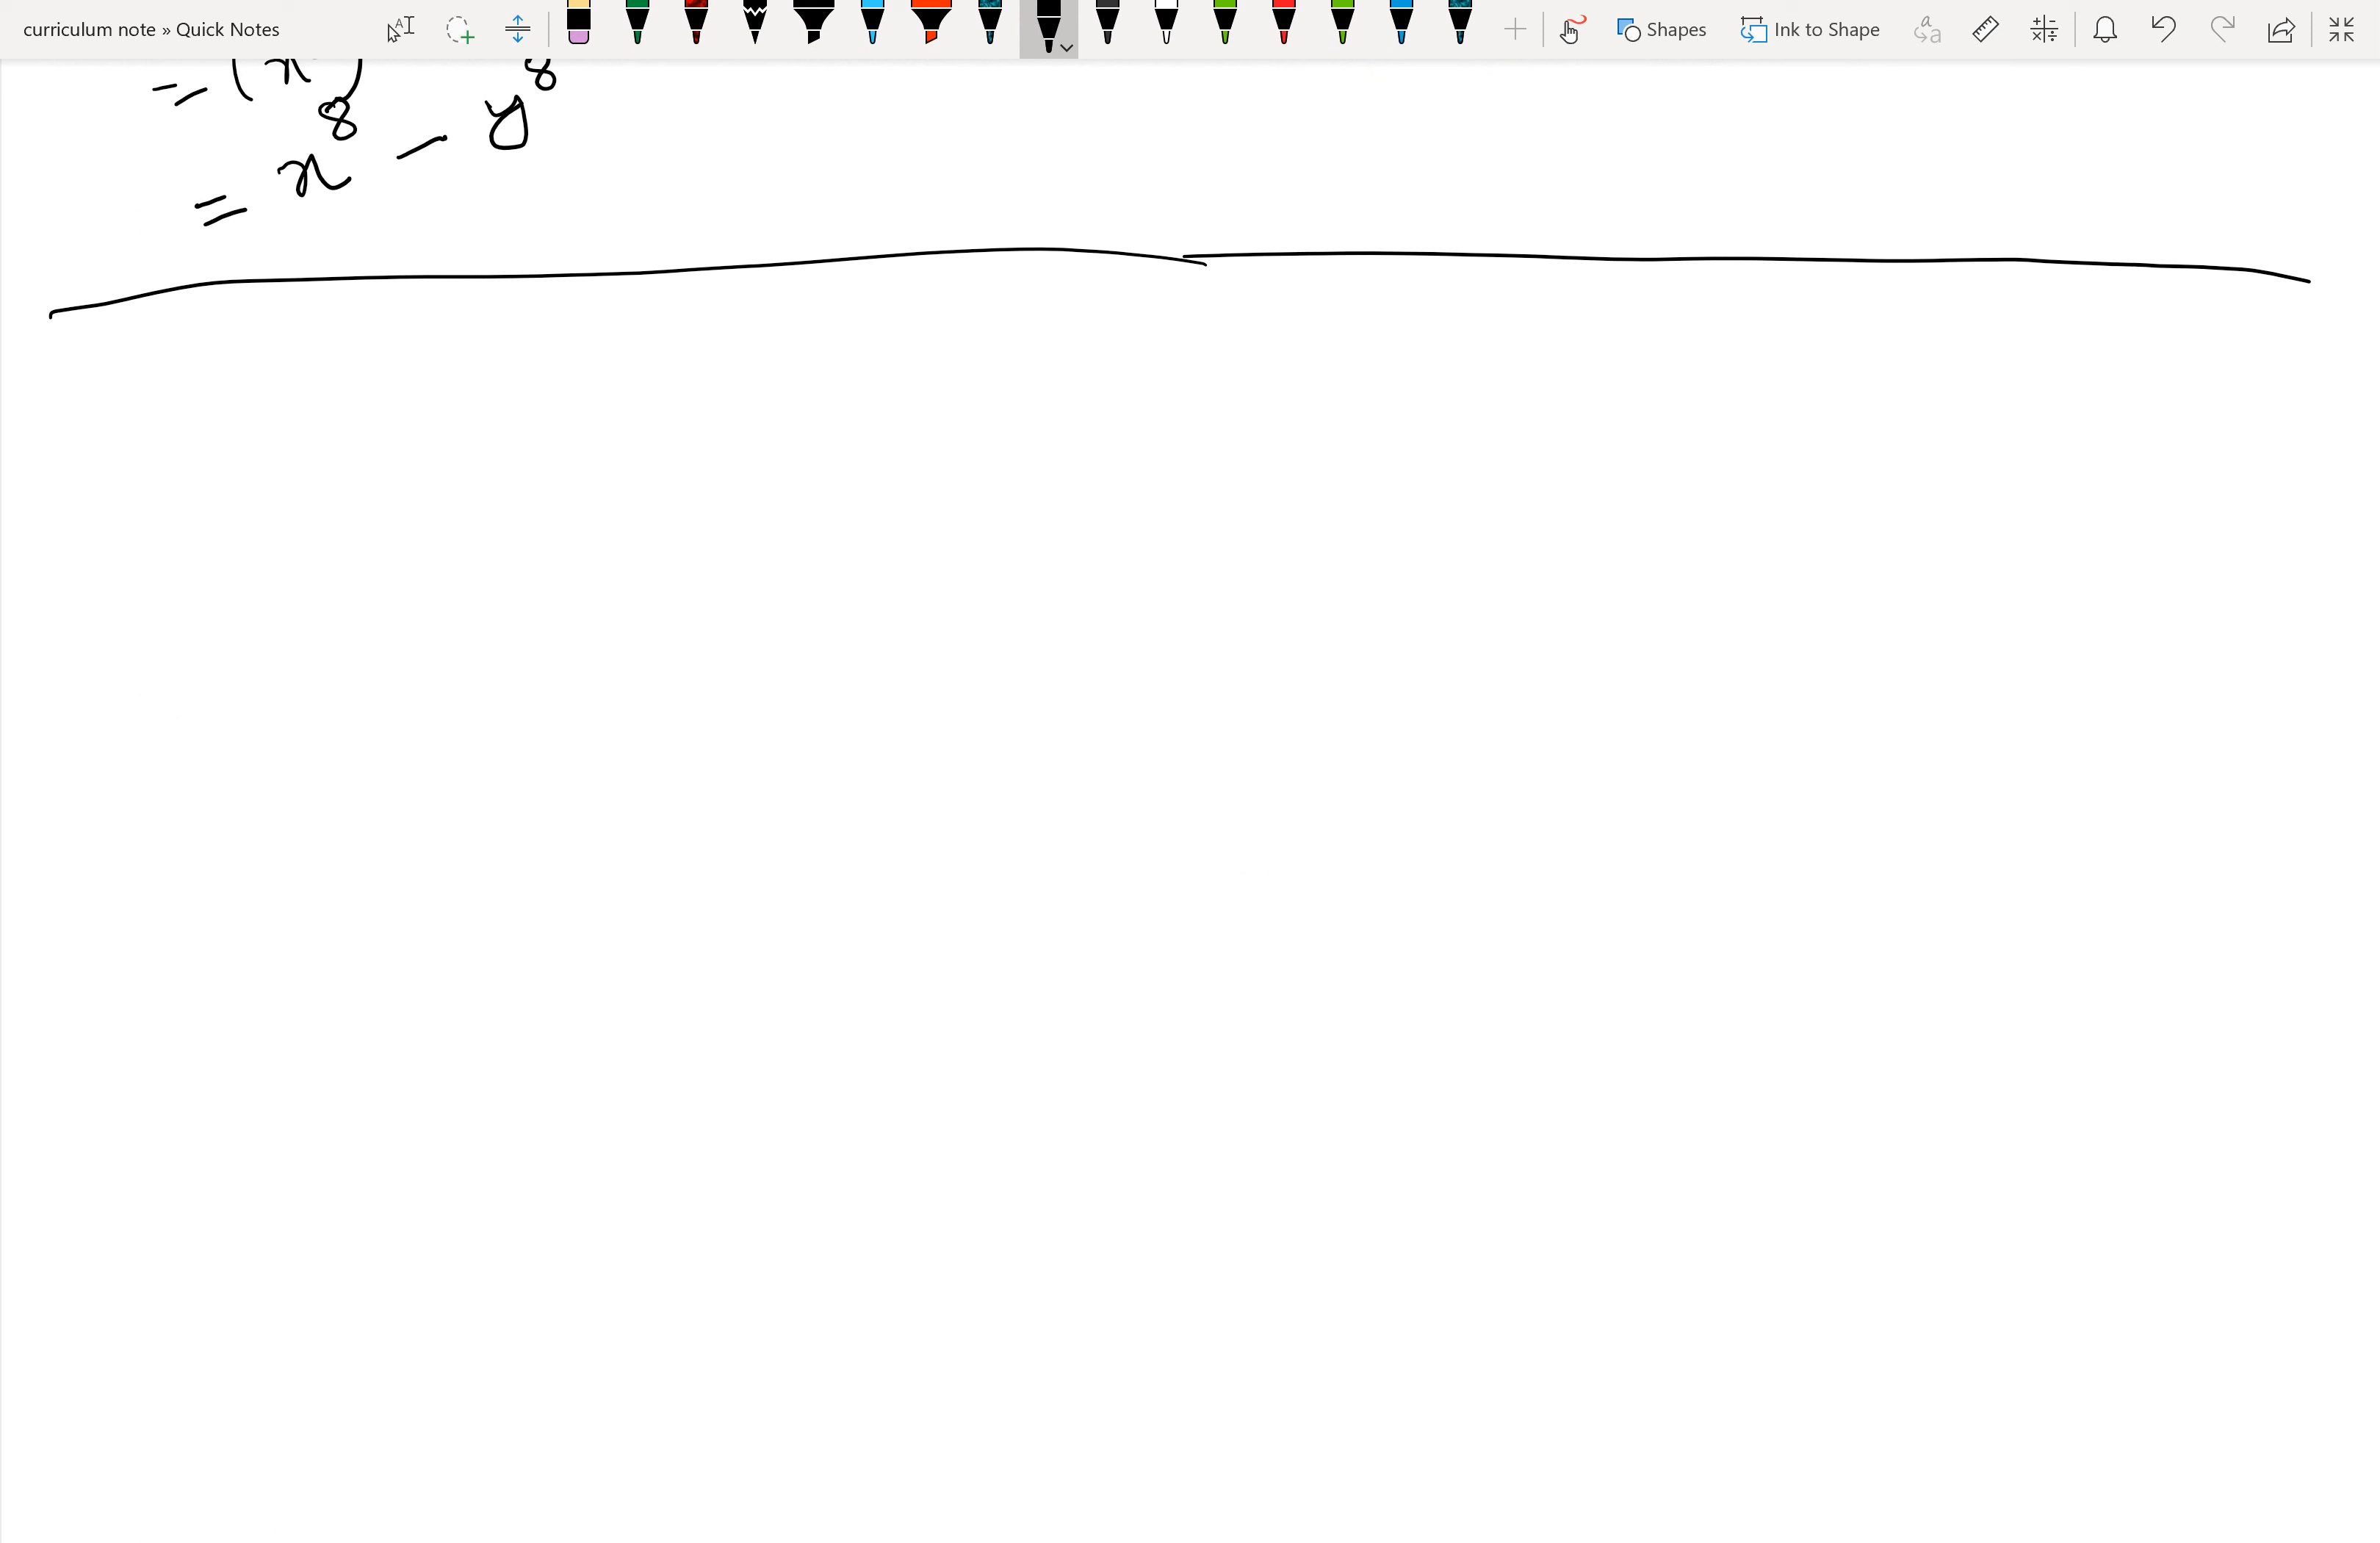 curriculum note » Quick Notes
Shapes
Ink to Shape
= (x)
= x⁸ - y⁸